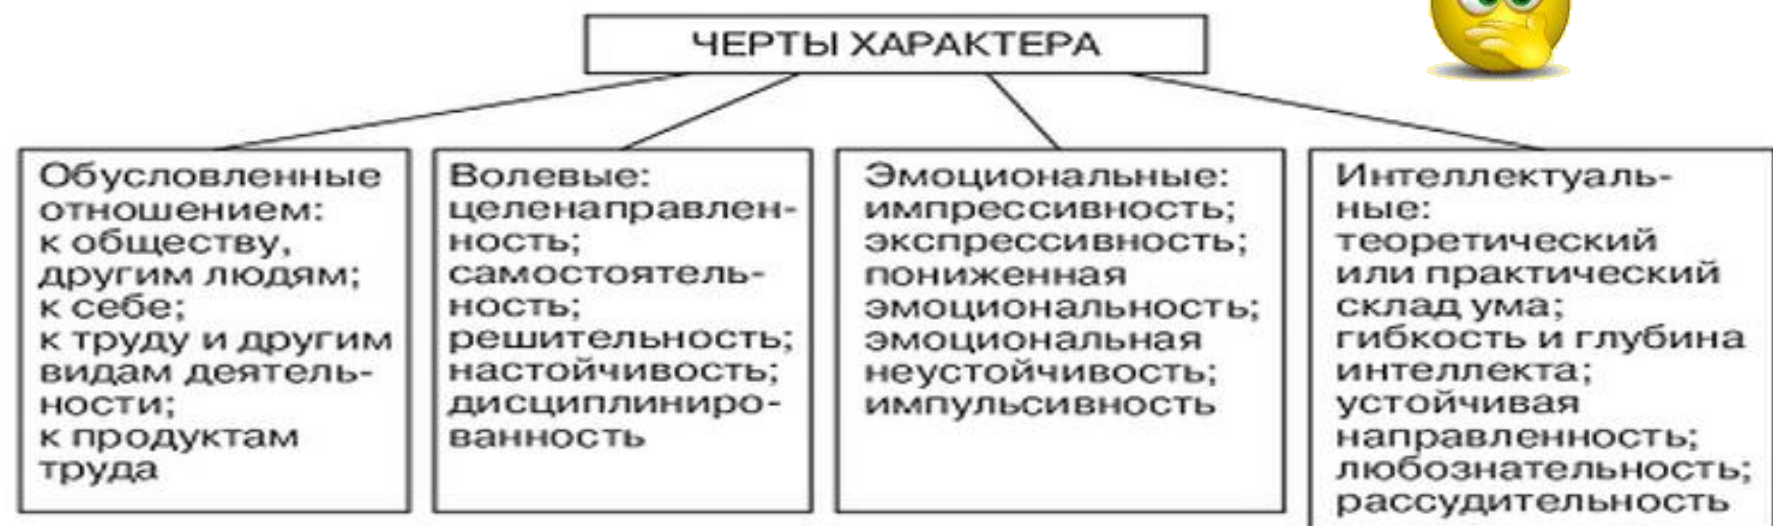 ЧЕРТЫ ХАРАКТЕРА
Обусловленные
отношением:
к обществу,
другим людям;
к себе;
к труду и другим
видам деятель-
ности;
к продуктам
труда
Волевые:
целенаправлен-
ность;
самостоятель-
ность;
решительность;
настойчивость;
дисциплиниро-
ванность
Эмоциональные:
импрессивность;
экспрессивность;
пониженная
эмоциональность;
эмоциональная
неустойчивость;
импульсивность
Интеллектуаль-
ные:
теоретический
или практический
склад ума;
гибкость и глубина
интеллекта;
устойчивая
направленность;
любознательность;
рассудительность